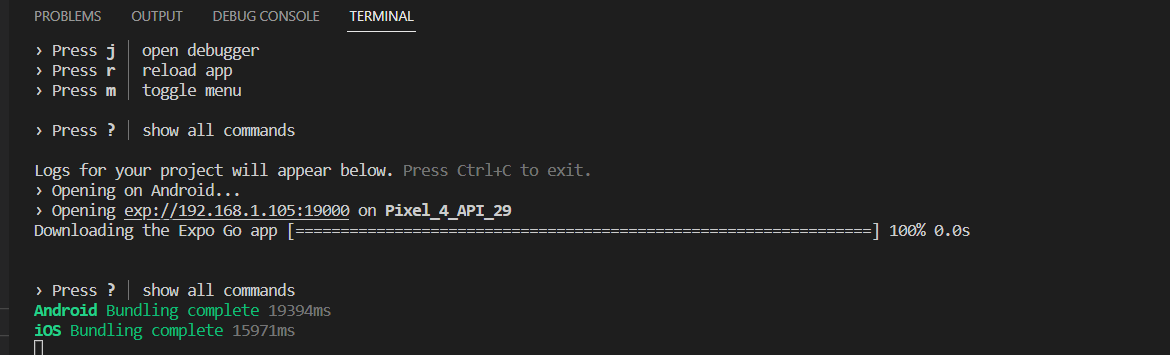 PROBLEMS OUTPUT DEBUG CONSOLE TERMINAL
› Press j │ open debugger
› Press r │ reload app
› Press m │ toggle menu
› Press ? │ show all commands
Logs for your project will appear below. Press Ctrl+C to exit.
› Opening on Android...
› Opening exp://192.168.1.105:19000 on Pixel_4_API_29
Downloading the Expo Go app [================================================================] 100% 0.0s
› Press ? │ show all commands
Android Bundling complete 19394ms
iOS Bundling complete 15971ms